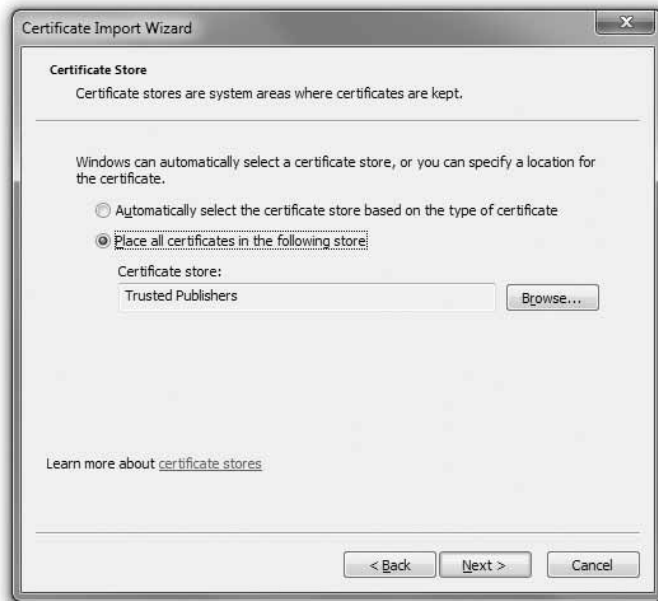 Certificate Import Wizard
X
Certificate Store
Certificate stores are system areas where certificates are kept.
Windows can automatically select a certificate store, or you can specify a location for
the certificate.
Automatically select the certificate store based on the type of certificate
Place all certificates in the following store
Certificate store:
Trusted Publishers
Browse...
Learn more about certificate stores
< Back
Next >
Cancel